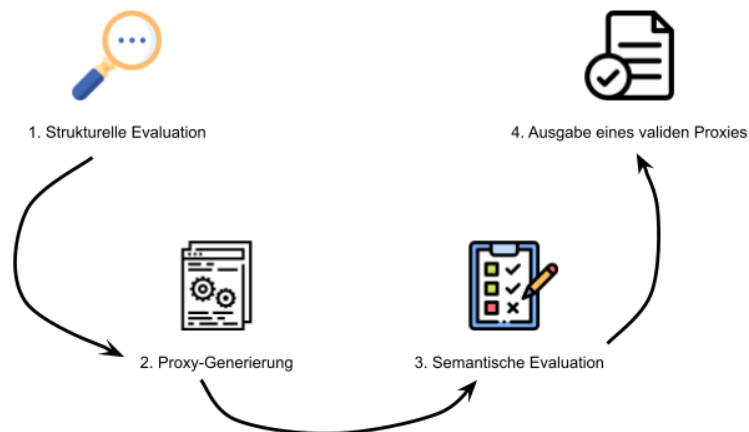 1. Strukturelle Evaluation
2. Proxy-Generierung
3. Semantische Evaluation
4. Ausgabe eines validen Proxies